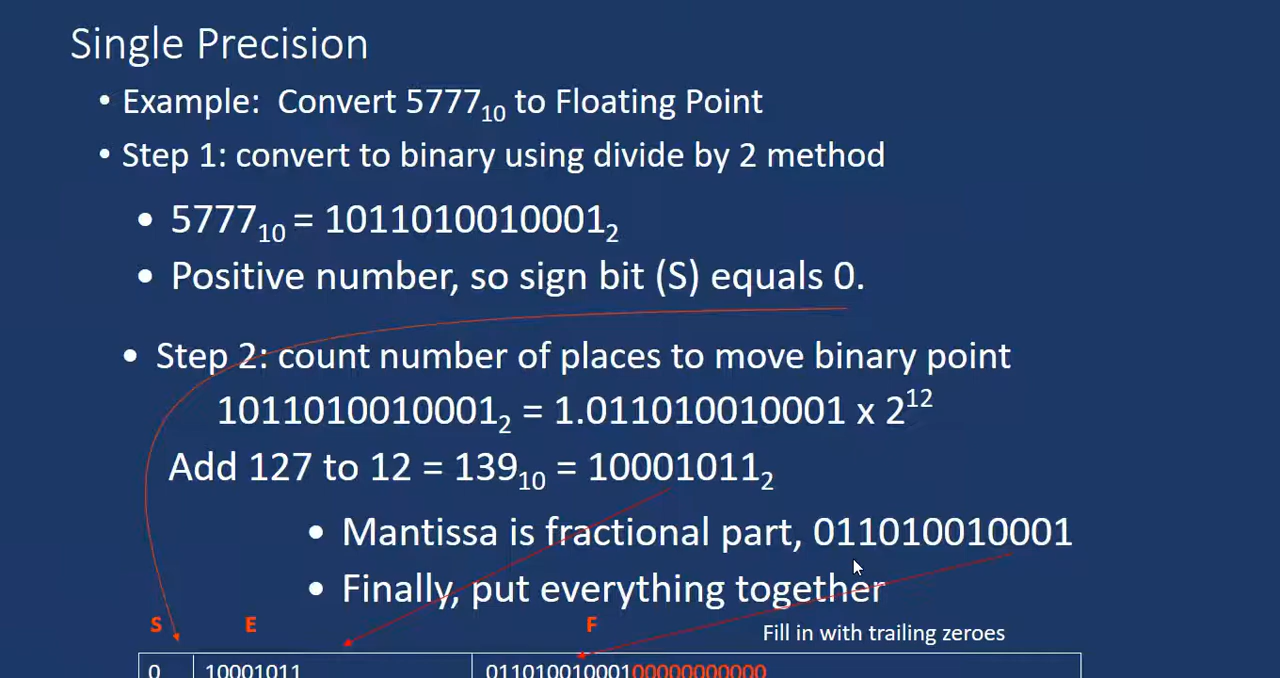 Single Precision
• Example: Convert 5777₁₀ to Floating Point
• Step 1: convert to binary using divide by 2 method
• 5777₁₀ = 1011010010001₂
• Positive number, so sign bit (S) equals 0.
• Step 2: count number of places to move binary point
1011010010001₂ = 1.011010010001 x 2¹²
Add 127 to 12 = 139₁₀ = 10001011₂
• Mantissa is fractional part, 011010010001
• Finally, put everything together
S E F
Fill in with trailing zeroes
0 10001011 01101001000100000000000